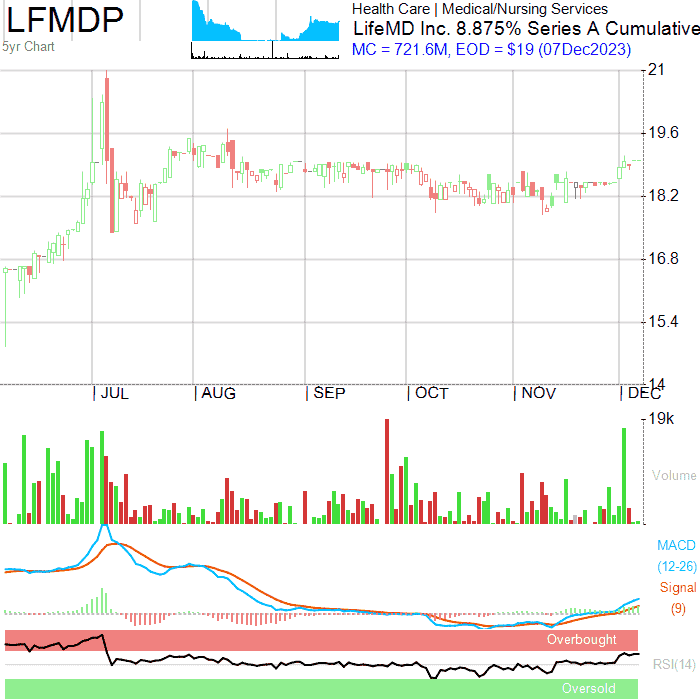 LFMDP
5yr Chart
Health Care | Medical/Nursing Services
LifeMD Inc. 8.875% Series A Cumulative
MC = 721.6M, EOD = $19 (07Dec2023)
21
19.6
18.2
16.8
15.4
14
JUL AUG SEP OCT NOV DEC
19k
Volume
MACD
(12-26)
Signal
(9)
Overbought
RSI(14)
Oversold